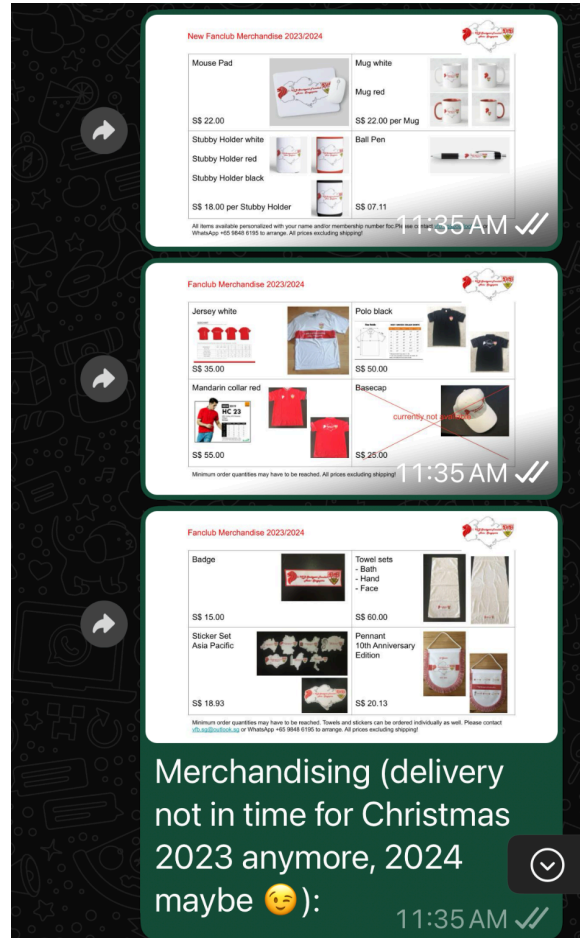 New Fanclub Merchandise 2023/2024
Mouse Pad
S$ 22.00
Mug white
Mug red
S$ 22.00 per Mug
Stubby Holder white
Stubby Holder red
Stubby Holder black
S$ 18.00 per Stubby Holder
Ball Pen
S$ 07.11
All items available personalized with your name and/or membership number for.Please contact
WhatsApp +65 9848 6195 to arrange. All prices excluding shipping!
11:35 AM
Fanclub Merchandise 2023/2024
Jersey white
S$ 35.00
Polo black
S$ 50.00
Mandarin collar red
HC 23
S$ 55.00
Basecap
currently not available
S$ 25.00
Minimum order quantities may have to be reached. All prices excluding shipping!
11:35 AM
Fanclub Merchandise 2023/2024
Badge
S$ 15.00
Towel sets
- Bath
- Hand
- Face
S$ 60.00
Sticker Set
Asia Pacific
S$ 18.93
Pennant
10th Anniversary
Edition
S$ 20.13
Minimum order quantities may have to be reached. Towels and stickers can be ordered individually as well. Please contact
vfb.sg@outlook.sg or WhatsApp +65 9848 6195 to arrange. All prices excluding shipping!
Merchandising (delivery
not in time for Christmas
2023 anymore, 2024
maybe 😉):
11:35 AM